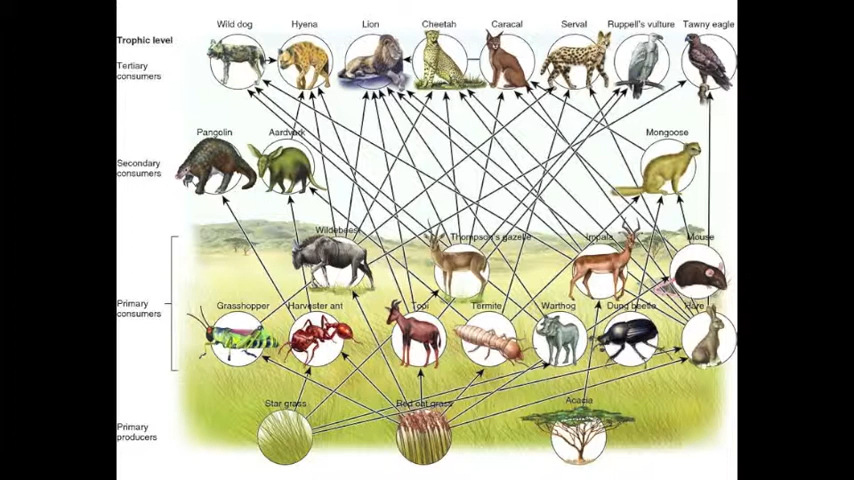 Wild dog Hyena Lion Cheetah Caracal Serval Ruppell's vulture Tawny eagle
Trophic level
Tertiary
consumers
Pangolin Aardvark Mongoose
Secondary
consumers
Wildebeest Thompson's gazelle Impala Mouse
Primary
consumers
Grasshopper Harvester ant Topi Termite Warthog Dung beetle Hare
Star grass Red oat grass Acacia
Primary
producers